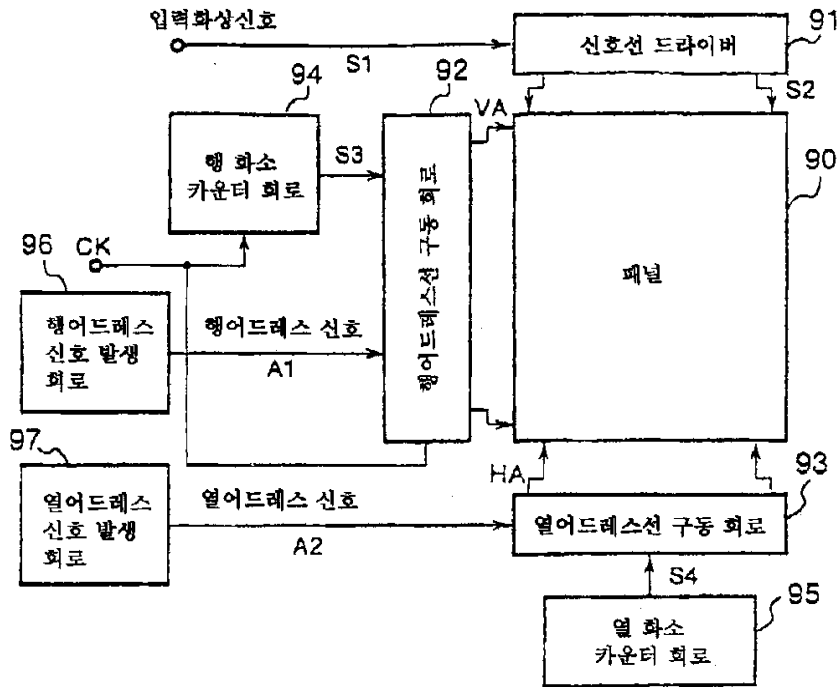 입력화상신호
S1
신호선 드라이버
91
S2
94
행 화소
카운터 회로
S3
92
행어드레스선 구동 회로
VA
패널
90
CK
96
행어드레스
신호 발생
회로
행어드레스 신호
A1
97
열어드레스
신호 발생
회로
열어드레스 신호
A2
HA
93
열어드레스선 구동 회로
S4
95
열 화소
카운터 회로